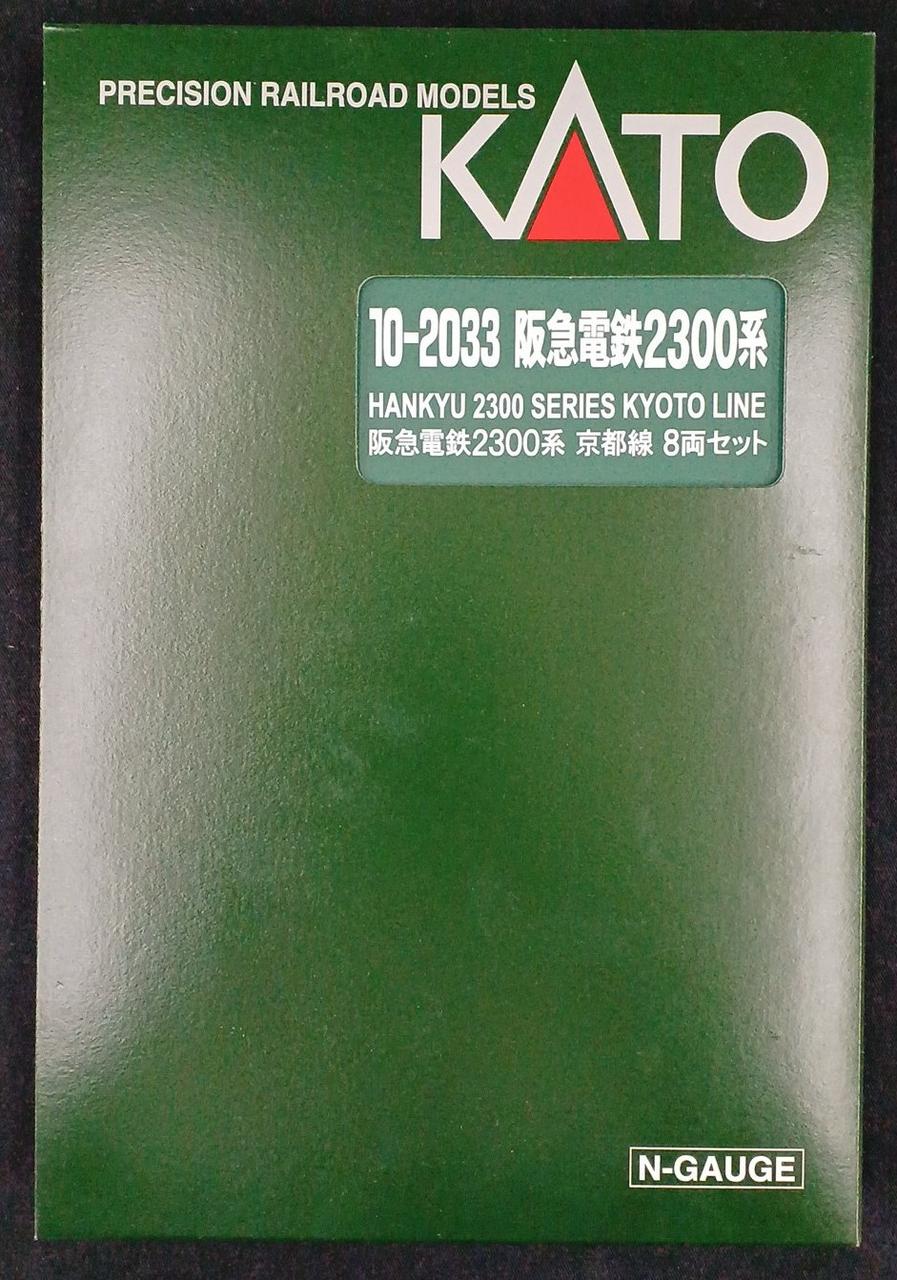 PRECISION RAILROAD MODELS
KATO
10-2033 阪急電鉄2300系
HANKYU 2300 SERIES KYOTO LINE
阪急電鉄2300系 京都線 8両セット
N-GAUGE